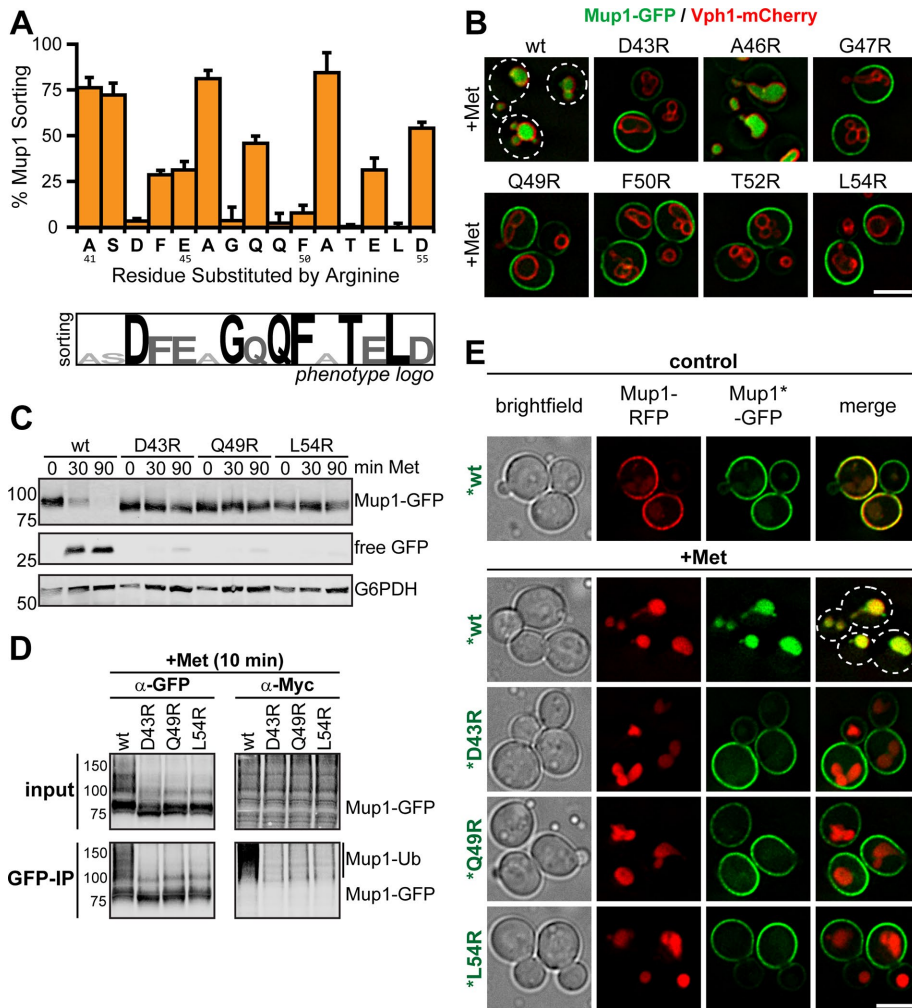 A
100
75
50
25
0
% Mup1 Sorting
A S D F E A G Q Q F A T E L D
41 45 50 55
Residue Substituted by Arginine
sorting
A S D F E A G Q Q F A T E L D
phenotype logo
B
Mup1-GFP / Vph1-mCherry
wt D43R A46R G47R
+Met
Q49R F50R T52R L54R
+Met
C
wt D43R Q49R L54R
0 30 90 0 30 90 0 30 90 0 30 90 min Met
100
75
Mup1-GFP
25
free GFP
50
G6PDH
D
+Met (10 min)
α-GFP α-Myc
wt D43R Q49R L54R wt D43R Q49R L54R
input
150
100
75
Mup1-GFP
GFP-IP
150
100
75
Mup1-Ub
Mup1-GFP
E
control
brightfield Mup1-RFP Mup1*-GFP merge
*wt
+Met
*wt
*D43R
*Q49R
*L54R